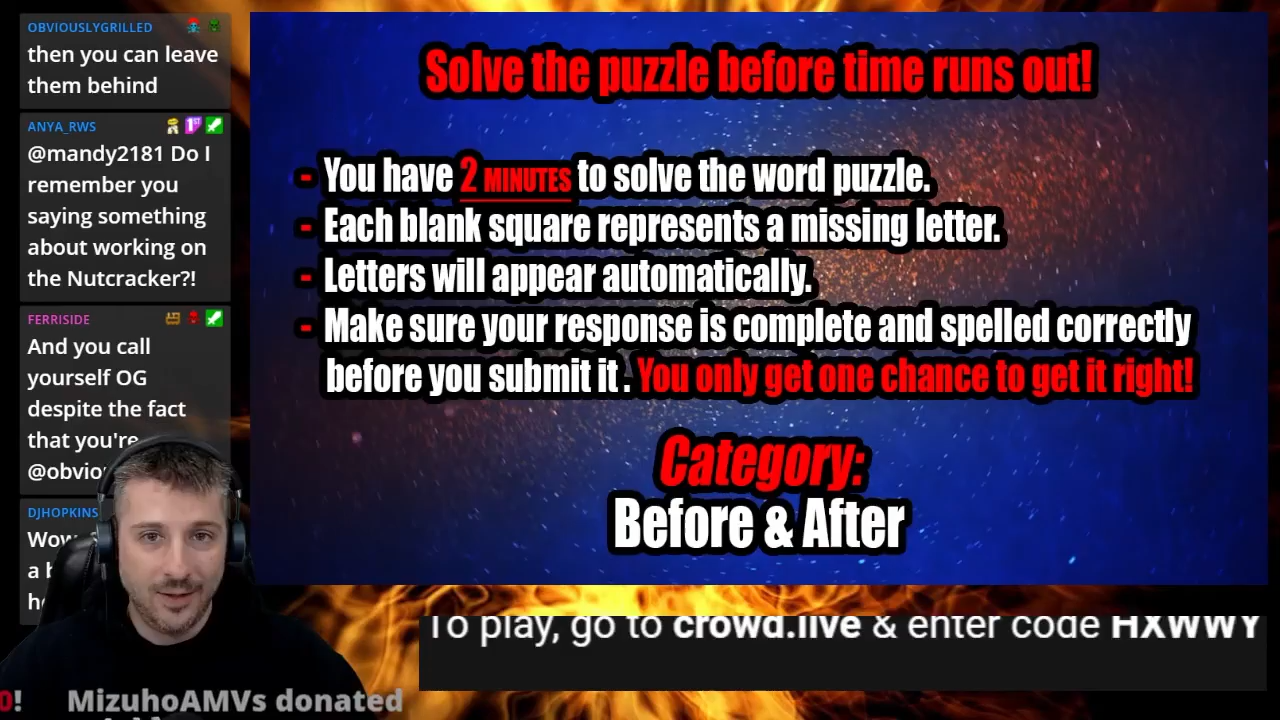 OBVIOUSLYGRILLED
then you can leave
them behind
ANYA_RWS
@mandy2181 Do I
remember you
saying something
about working on
the Nutcracker?!
FERRISIDE
And you call
yourself OG
despite the fact
that you're
DJHOPKINS
Solve the puzzle before time runs out!
- You have 2 MINUTES to solve the word puzzle.
- Each blank square represents a missing letter.
- Letters will appear automatically.
- Make sure your response is complete and spelled correctly
before you submit it. You only get one chance to get it right!
Category:
Before & After
To play, go to crowd.live & enter code HXWWY
! MizuhoAMVs donated